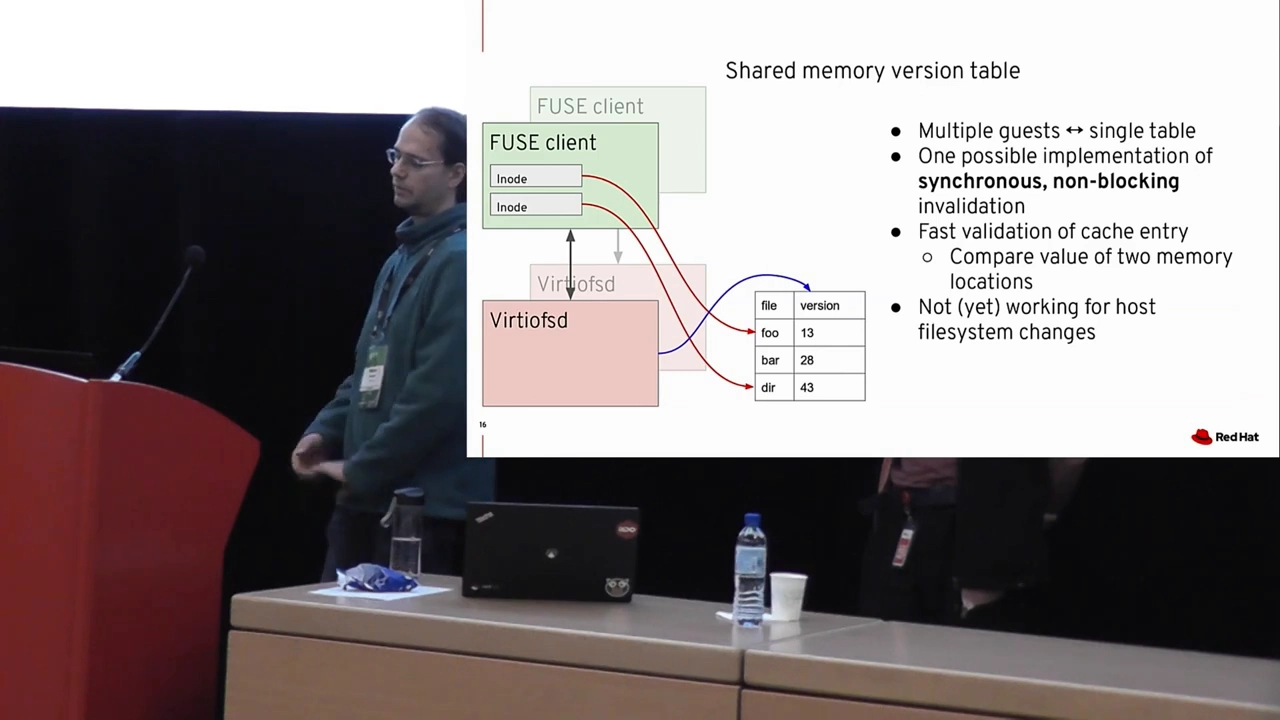 Shared memory version table
FUSE client
FUSE client
Inode
Inode
Virtiofsd
Virtiofsd
file version
foo 13
bar 28
dir 43
● Multiple guests ↔ single table
● One possible implementation of
synchronous, non-blocking
invalidation
● Fast validation of cache entry
○ Compare value of two memory
locations
● Not (yet) working for host
filesystem changes
16
Red Hat